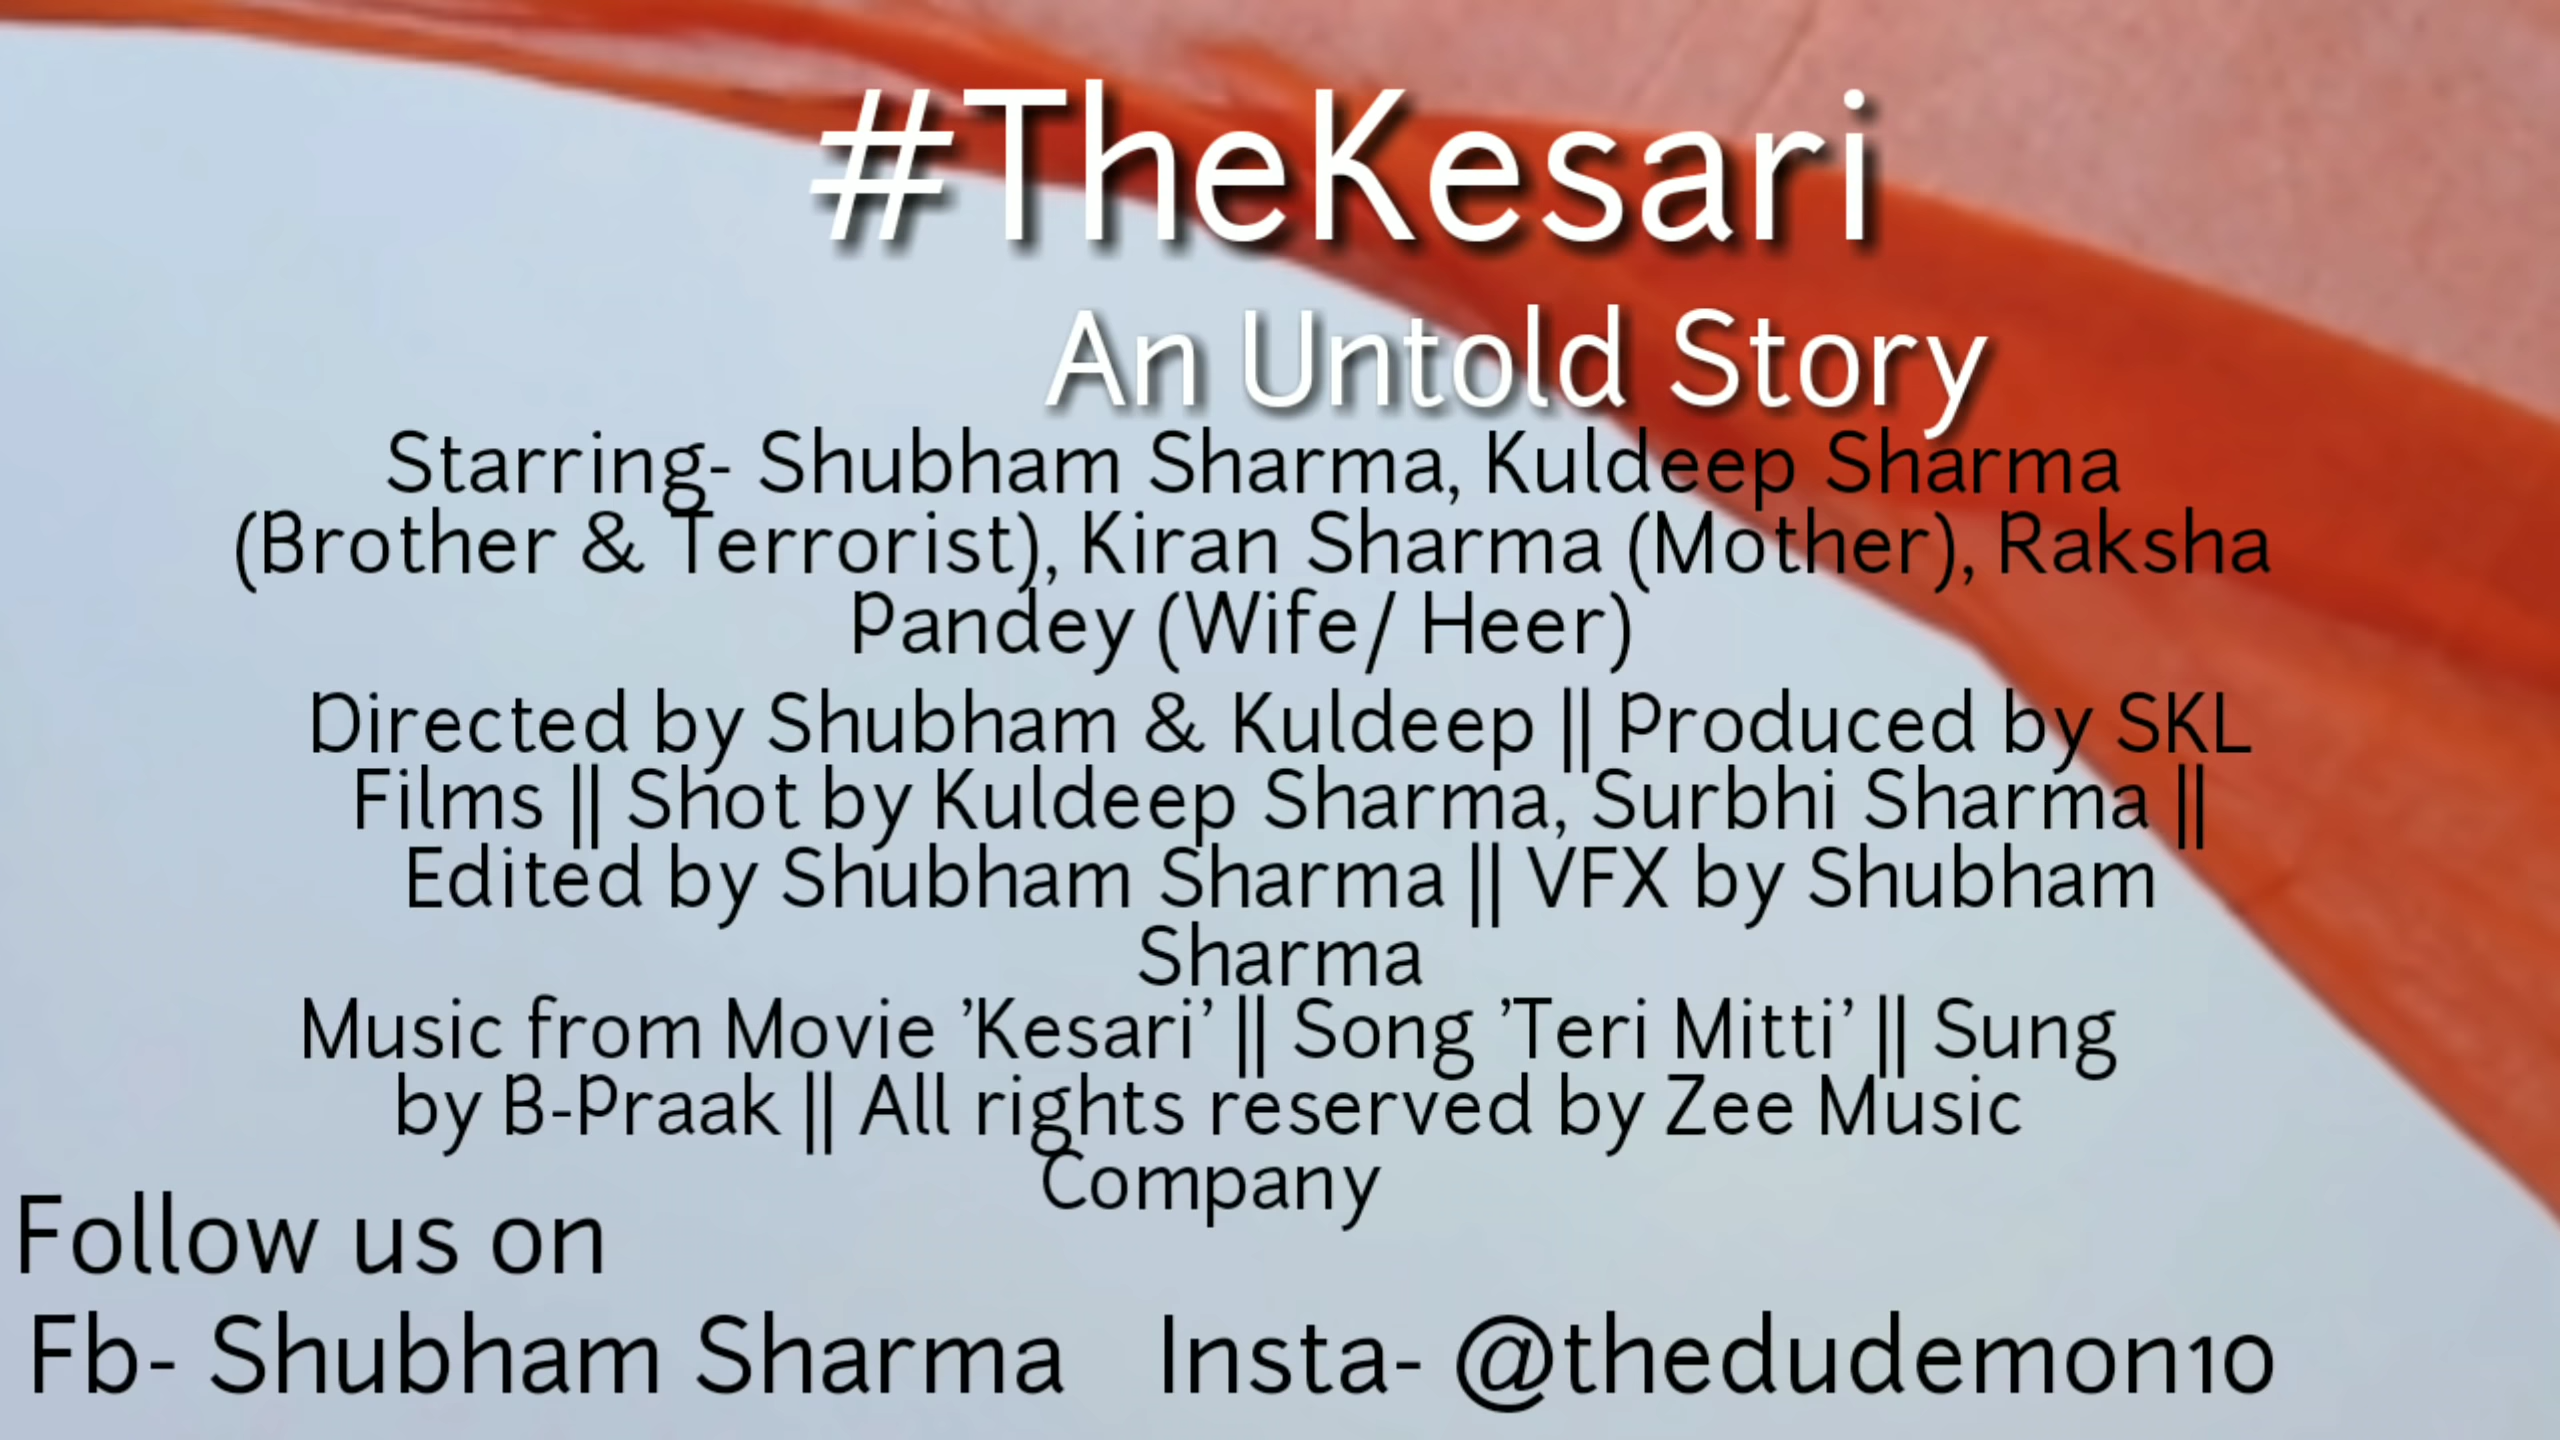 #TheKesari
An Untold Story
Starring- Shubham Sharma, Kuldeep Sharma
(Brother & Terrorist), Kiran Sharma (Mother), Raksha
Pandey (Wife/ Heer)
Directed by Shubham & Kuldeep || Produced by SKL
Films || Shot by Kuldeep Sharma, Surbhi Sharma ||
Edited by Shubham Sharma || VFX by Shubham
Sharma
Music from Movie 'Kesari' || Song 'Teri Mitti' || Sung
by B-Praak || All rights reserved by Zee Music
Company
Follow us on
Fb- Shubham Sharma Insta- @thedudemon10